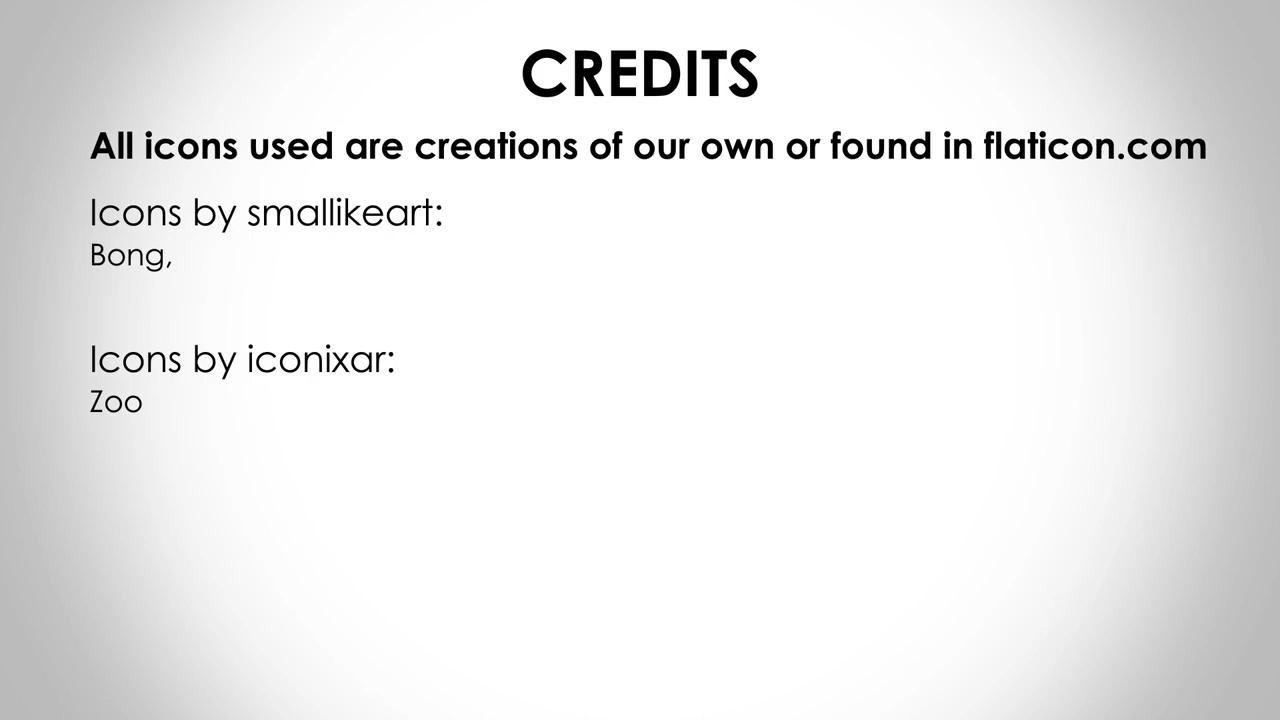 CREDITS
All icons used are creations of our own or found in flaticon.com
Icons by smallikeart:
Bong,
Icons by iconixar:
Zoo